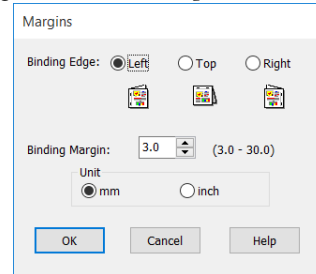 Margins
Binding Edge: Left Top Right
Binding Margin: 3.0 (3.0 - 30.0)
Unit
mm inch
OK Cancel Help